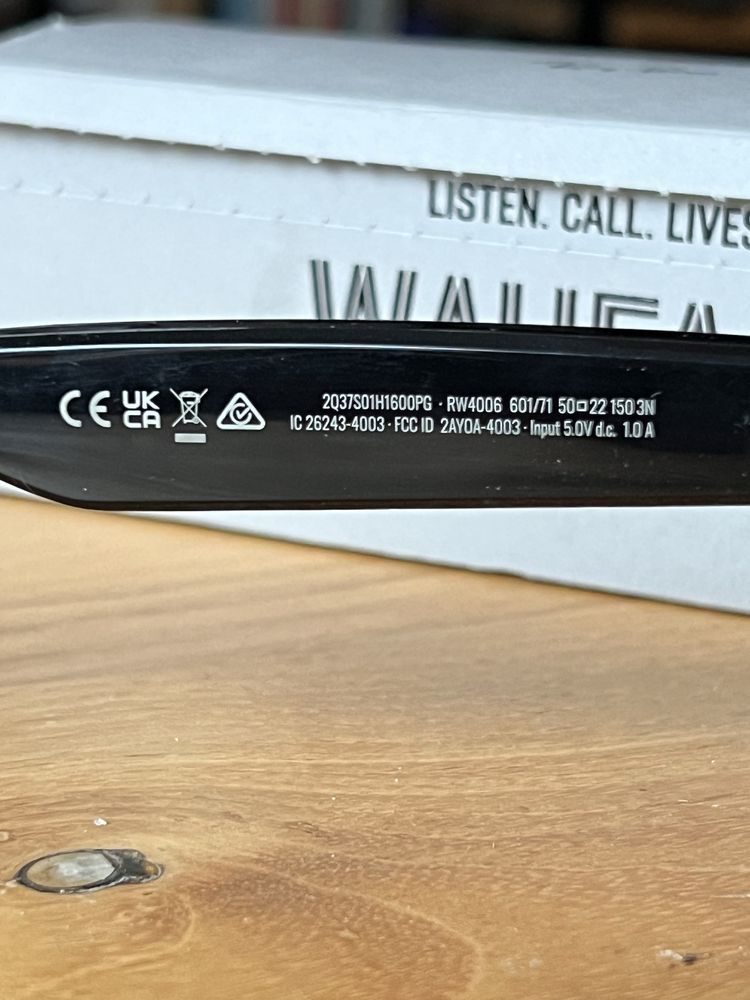 LISTEN. CALL. LIVES
CE UK CA 2Q37S01H1600PG · RW4006 601/71 50□22 150 3N
IC 26243-4003 · FCC ID 2AYOA-4003 · Input 5.0V d.c. 1.0 A